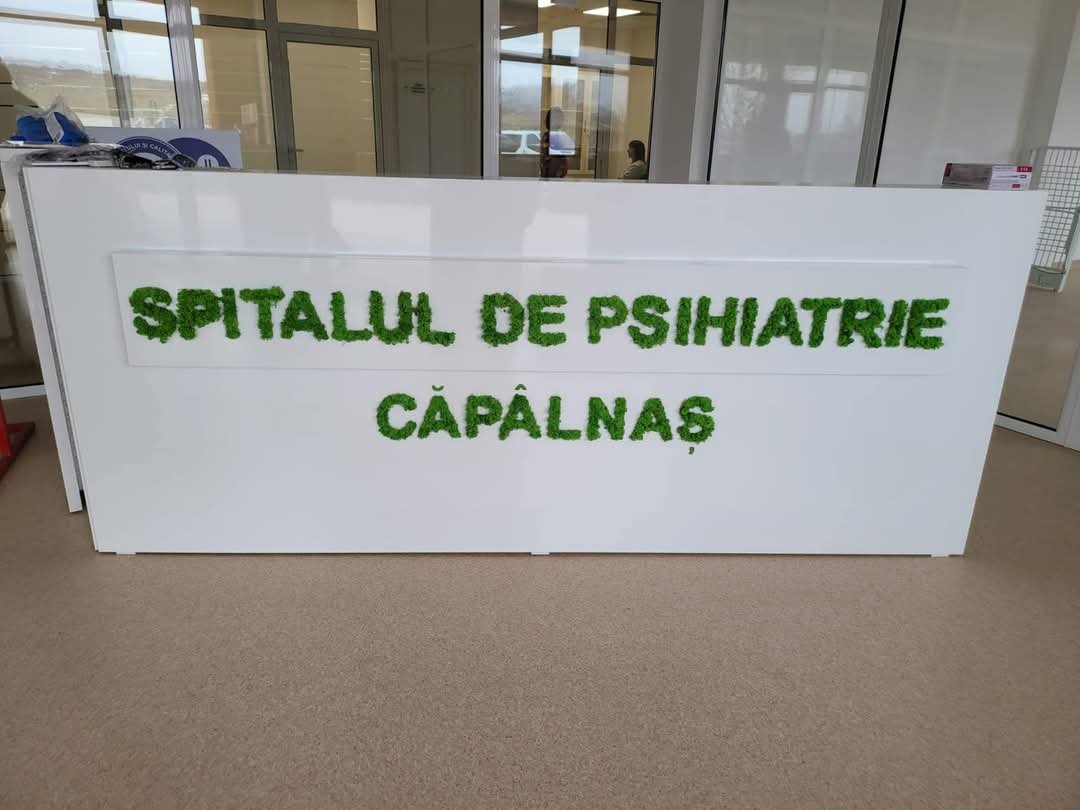 SPITALUL DE PSIHIATRIE
CĂPÂLNAȘ